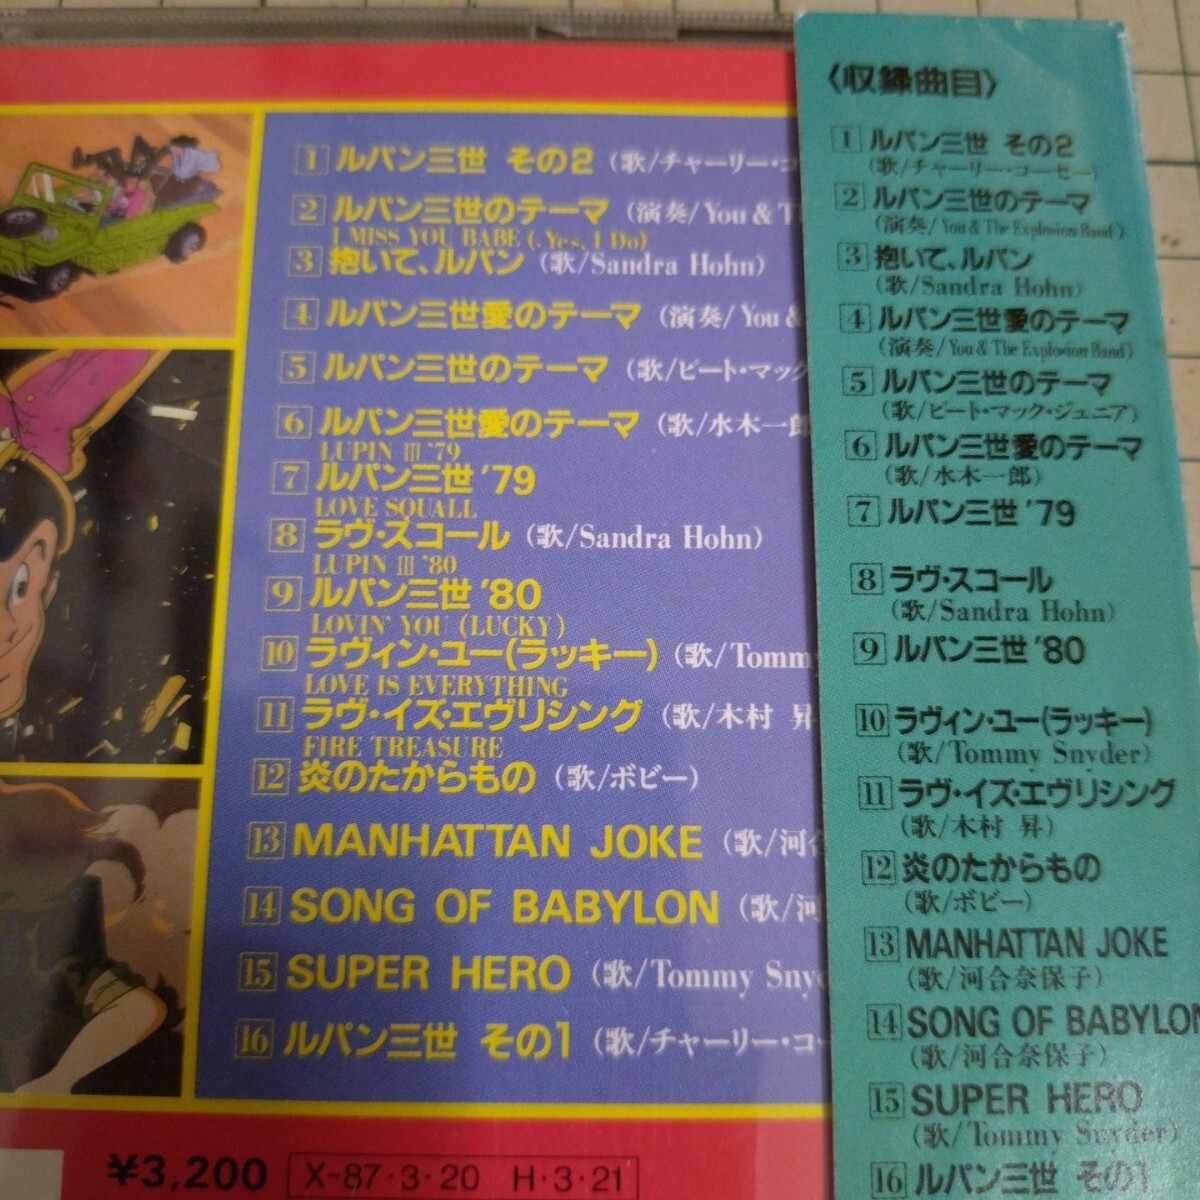 1 ルパン三世 その2 (歌/チャーリー・コ
2 ルパン三世のテーマ (演奏/You & Th
I MISS YOU BABE (.Yes, I Do)
3 抱いて、ルパン (歌/Sandra Hohn)
4 ルパン三世愛のテーマ (演奏/You &
5 ルパン三世のテーマ (歌/ピート・マック
6 ルパン三世愛のテーマ (歌/水木一郎
LUPIN III '79
7 ルパン三世 '79
LOVE SQUALL
8 ラヴ・スコール (歌/Sandra Hohn)
LUPIN III '80
9 ルパン三世 '80
LOVIN' YOU (LUCKY)
10 ラヴィン・ユー(ラッキー) (歌/Tommy
LOVE IS EVERYTHING
11 ラヴ・イズ・エヴリシング (歌/木村 昇
FIRE TREASURE
12 炎のたからもの (歌/ボビー)
13 MANHATTAN JOKE (歌/河合
14 SONG OF BABYLON (歌/河
15 SUPER HERO (歌/Tommy Snyd
16 ルパン三世 その1 (歌/チャーリー・コー
¥3,200 X-87・3・20 H・3・21
〈収録曲目〉
1 ルパン三世 その2
(歌/チャーリー・コーセー)
2 ルパン三世のテーマ
(演奏/You & The Explosion Band)
3 抱いて、ルパン
(歌/Sandra Hohn)
4 ルパン三世愛のテーマ
(演奏/You & The Explosion Band)
5 ルパン三世のテーマ
(歌/ピート・マック・ジュニア)
6 ルパン三世愛のテーマ
(歌/水木一郎)
7 ルパン三世 '79
8 ラヴ・スコール
(歌/Sandra Hohn)
9 ルパン三世 '80
10 ラヴィン・ユー(ラッキー)
(歌/Tommy Snyder)
11 ラヴ・イズ・エヴリシング
(歌/木村 昇)
12 炎のたからもの
(歌/ボビー)
13 MANHATTAN JOKE
(歌/河合奈保子)
14 SONG OF BABYLON
(歌/河合奈保子)
15 SUPER HERO
(歌/Tommy Snyder)
16 ルパン三世 その1